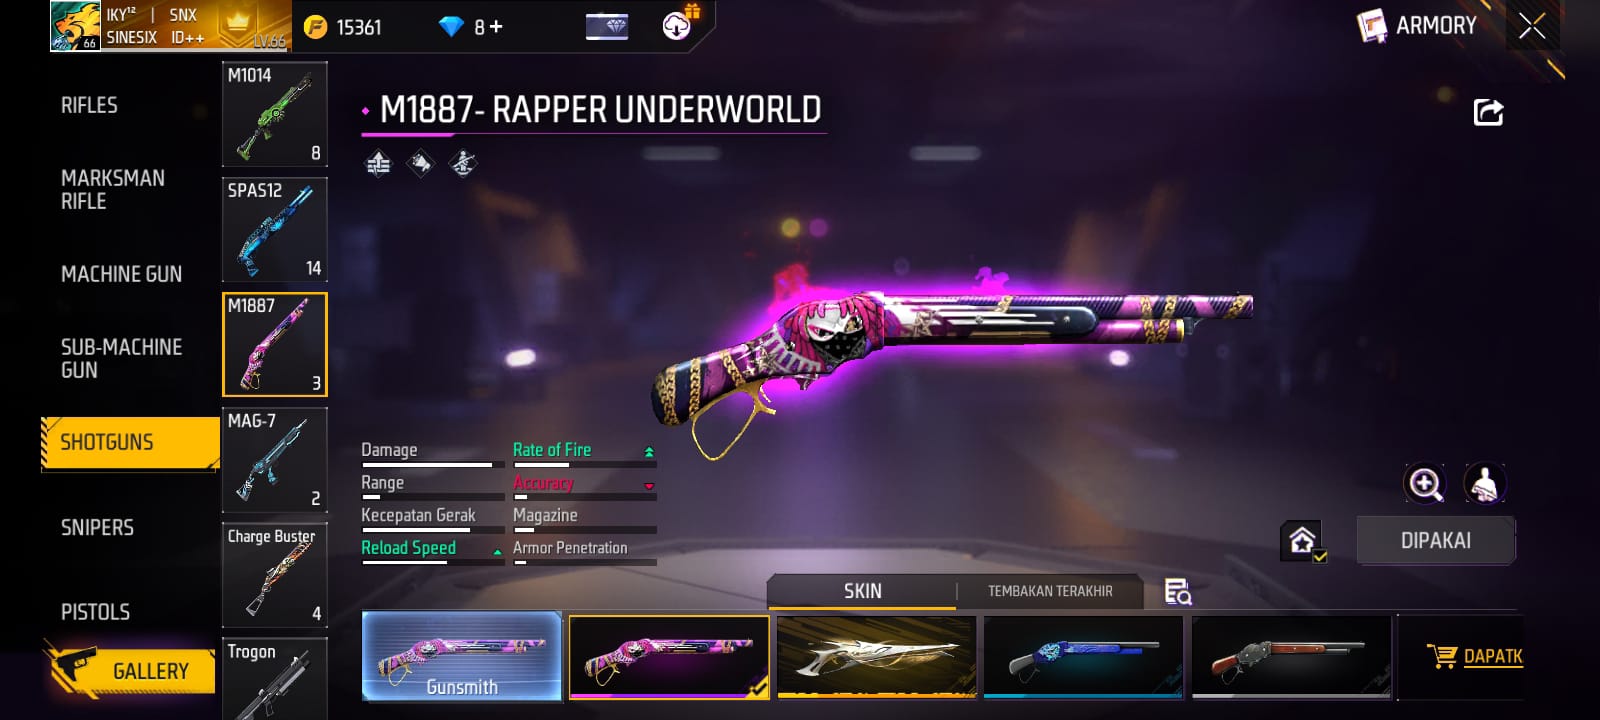 IKY¹² | SNX
SINESIX ID++
66
LV.66
15361
8 +
ARMORY
RIFLES
MARKSMAN
RIFLE
MACHINE GUN
SUB-MACHINE
GUN
SHOTGUNS
SNIPERS
PISTOLS
GALLERY
M1014
8
SPAS12
14
M1887
3
MAG-7
2
Charge Buster
4
Trogon
M1887- RAPPER UNDERWORLD
Damage
Rate of Fire
Range
Accuracy
Kecepatan Gerak
Magazine
Reload Speed
Armor Penetration
DIPAKAI
SKIN
TEMBAKAN TERAKHIR
Gunsmith
DAPATK